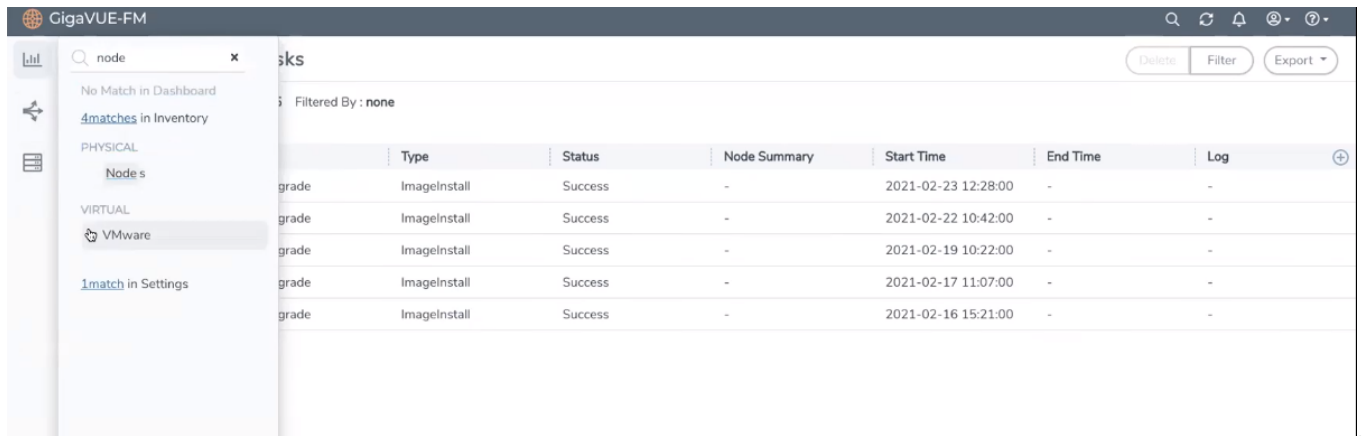 GigaVUE-FM
node
sks
Delete Filter Export
No Match in Dashboard
Filtered By : none
4matches in Inventory
PHYSICAL
Type Status Node Summary Start Time End Time Log
Node s
grade ImageInstall Success - 2021-02-23 12:28:00 - -
VIRTUAL
grade ImageInstall Success - 2021-02-22 10:42:00 - -
VMware
grade ImageInstall Success - 2021-02-19 10:22:00 - -
1match in Settings
grade ImageInstall Success - 2021-02-17 11:07:00 - -
grade ImageInstall Success - 2021-02-16 15:21:00 - -